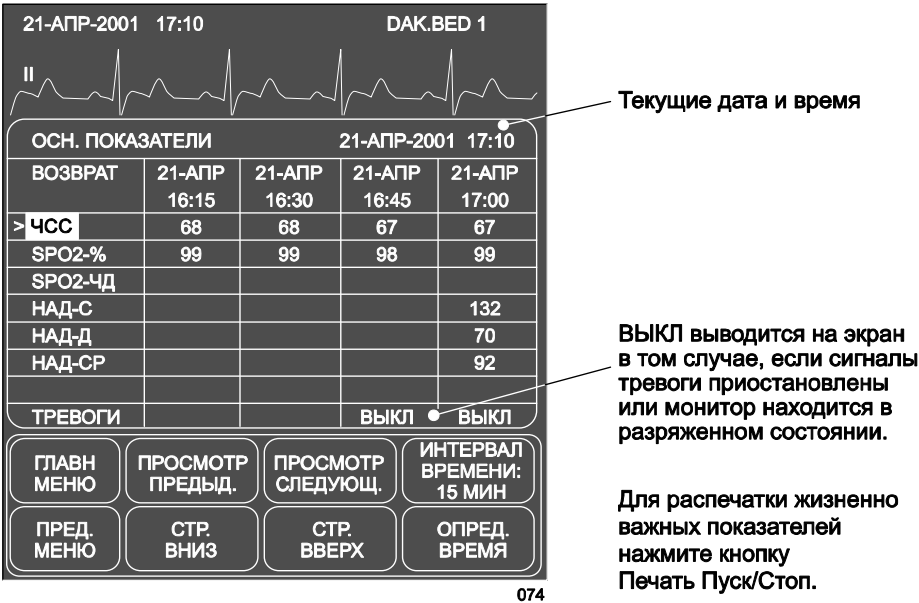 21-АПР-2001 17:10 DAK.BED 1
II
Текущие дата и время
ОСН. ПОКАЗАТЕЛИ 21-АПР-2001 17:10
ВОЗВРАТ 21-АПР 21-АПР 21-АПР 21-АПР
16:15 16:30 16:45 17:00
> ЧСС 68 68 67 67
SPO2-% 99 99 98 99
SPO2-ЧД
НАД-С 132
НАД-Д 70
НАД-СР 92
ТРЕВОГИ ВЫКЛ ВЫКЛ
ВЫКЛ выводится на экран
в том случае, если сигналы
тревоги приостановлены
или монитор находится в
разряженном состоянии.
ГЛАВН
МЕНЮ
ПРОСМОТР
ПРЕДЫД.
ПРОСМОТР
СЛЕДУЮЩ.
ИНТЕРВАЛ
ВРЕМЕНИ:
15 МИН
ПРЕД.
МЕНЮ
СТР.
ВНИЗ
СТР.
ВВЕРХ
ОПРЕД.
ВРЕМЯ
Для распечатки жизненно
важных показателей
нажмите кнопку
Печать Пуск/Стоп.
074